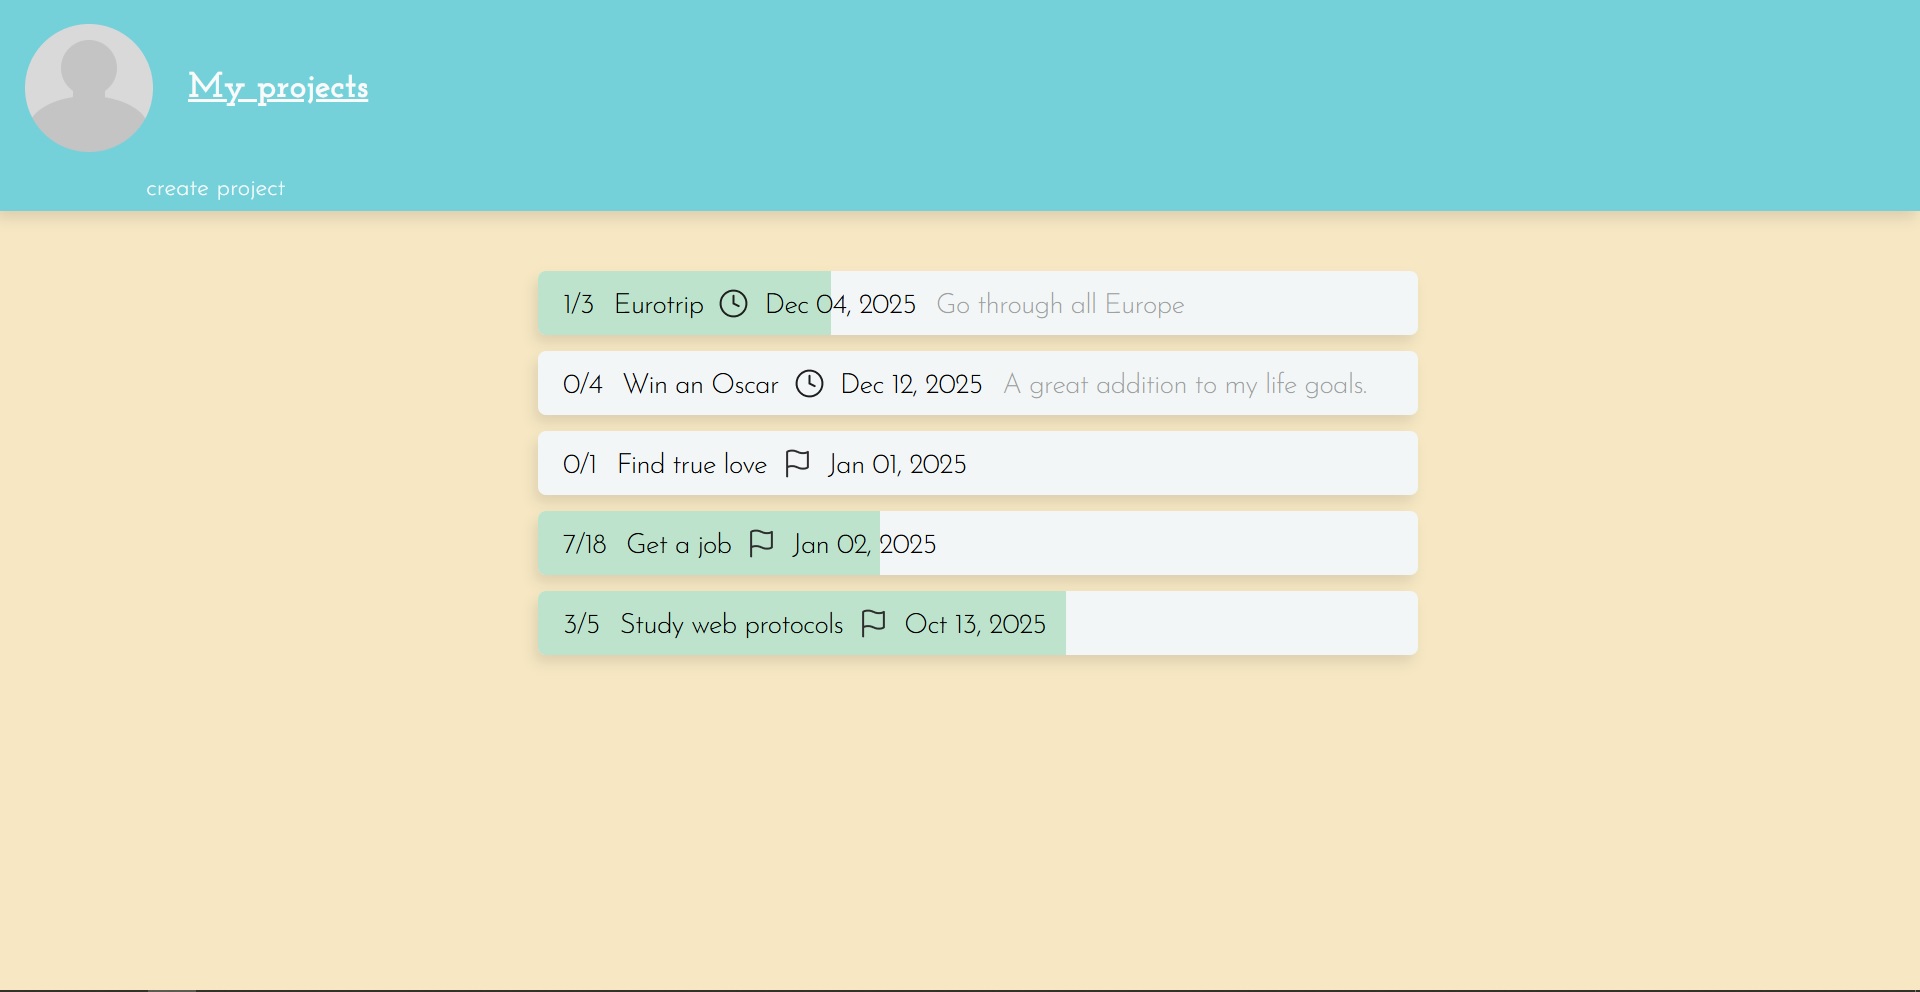 My projects
create project
1/3 Eurotrip Dec 04, 2025 Go through all Europe
0/4 Win an Oscar Dec 12, 2025 A great addition to my life goals.
0/1 Find true love Jan 01, 2025
7/18 Get a job Jan 02, 2025
3/5 Study web protocols Oct 13, 2025